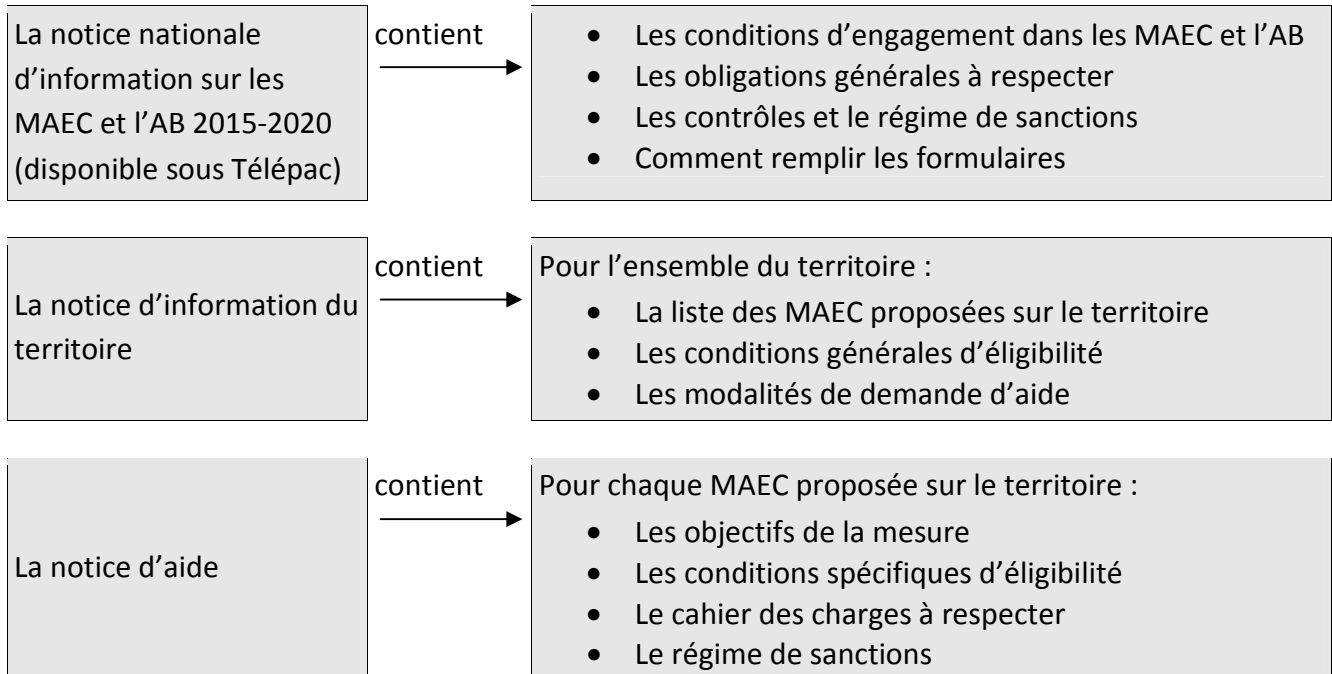 La notice nationale
d’information sur les
MAEC et l’AB 2015-2020
(disponible sous Télépac)
contient
• Les conditions d’engagement dans les MAEC et l’AB
• Les obligations générales à respecter
• Les contrôles et le régime de sanctions
• Comment remplir les formulaires
La notice d’information du
territoire
contient
Pour l’ensemble du territoire :
• La liste des MAEC proposées sur le territoire
• Les conditions générales d’éligibilité
• Les modalités de demande d’aide
La notice d’aide
contient
Pour chaque MAEC proposée sur le territoire :
• Les objectifs de la mesure
• Les conditions spécifiques d’éligibilité
• Le cahier des charges à respecter
• Le régime de sanctions